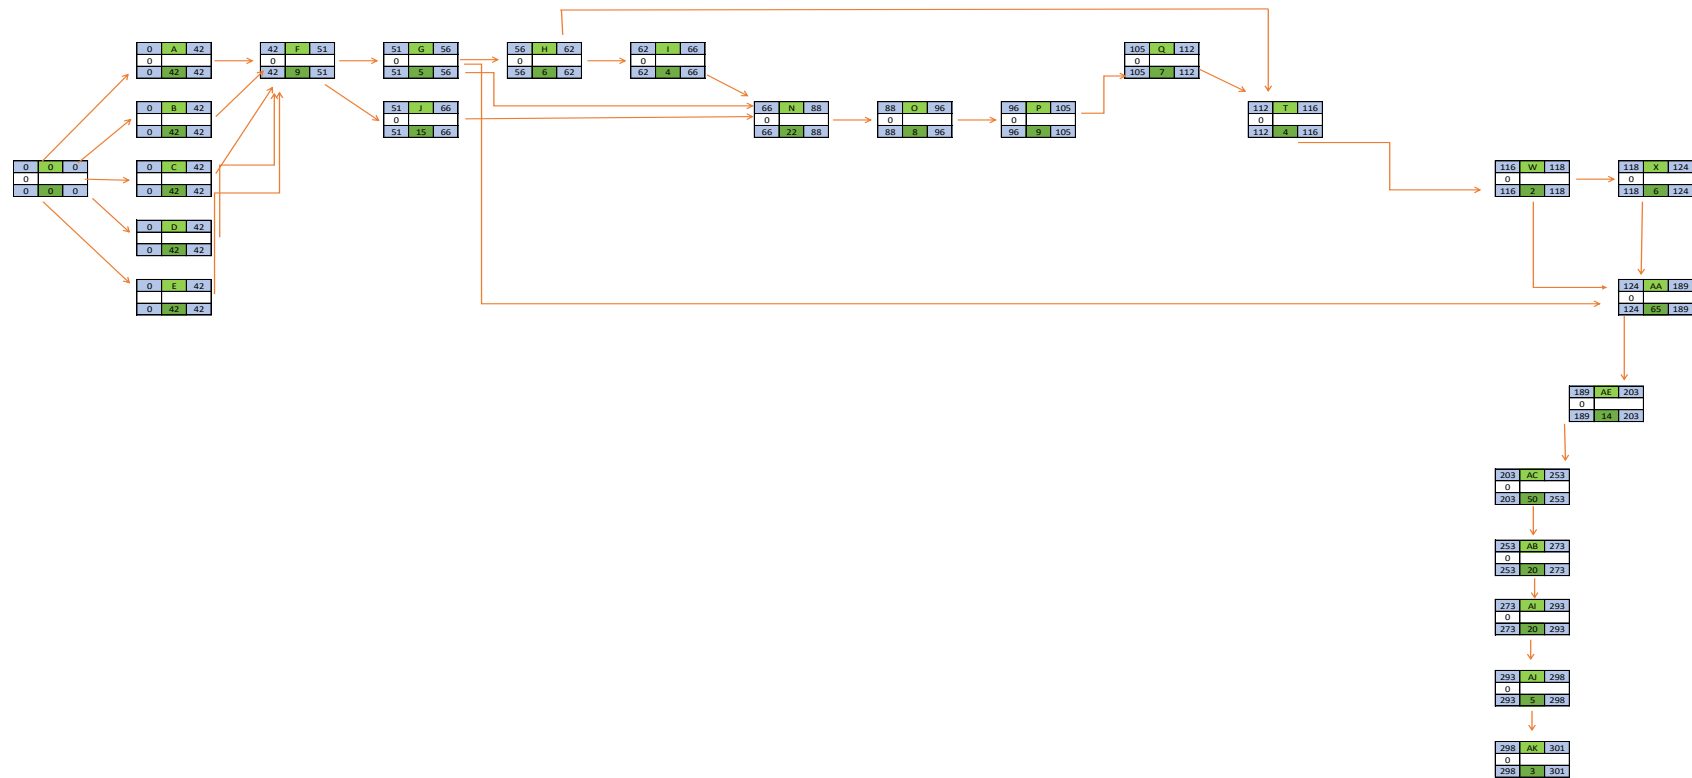 0 A 42
0
0 42 42
42 F 51
0
42 9 51
51 G 56
0
51 5 56
56 H 62
0
56 6 62
62 I 66
0
62 4 66
105 Q 112
0
105 7 112
0 B 42
0 42 42
51 J 66
0
51 15 66
66 N 88
0
66 22 88
88 O 96
0
88 8 96
96 P 105
0
96 9 105
112 T 116
0
112 4 116
0 0 0
0
0 0 0
0 C 42
0 42 42
116 W 118
0
116 2 118
118 X 124
0
118 6 124
0 D 42
0 42 42
0 E 42
0 42 42
124 AA 189
0
124 65 189
189 AE 203
0
189 14 203
203 AC 253
0
203 50 253
253 AB 273
0
253 20 273
273 AI 293
0
273 20 293
293 AJ 298
0
293 5 298
298 AK 301
0
298 3 301